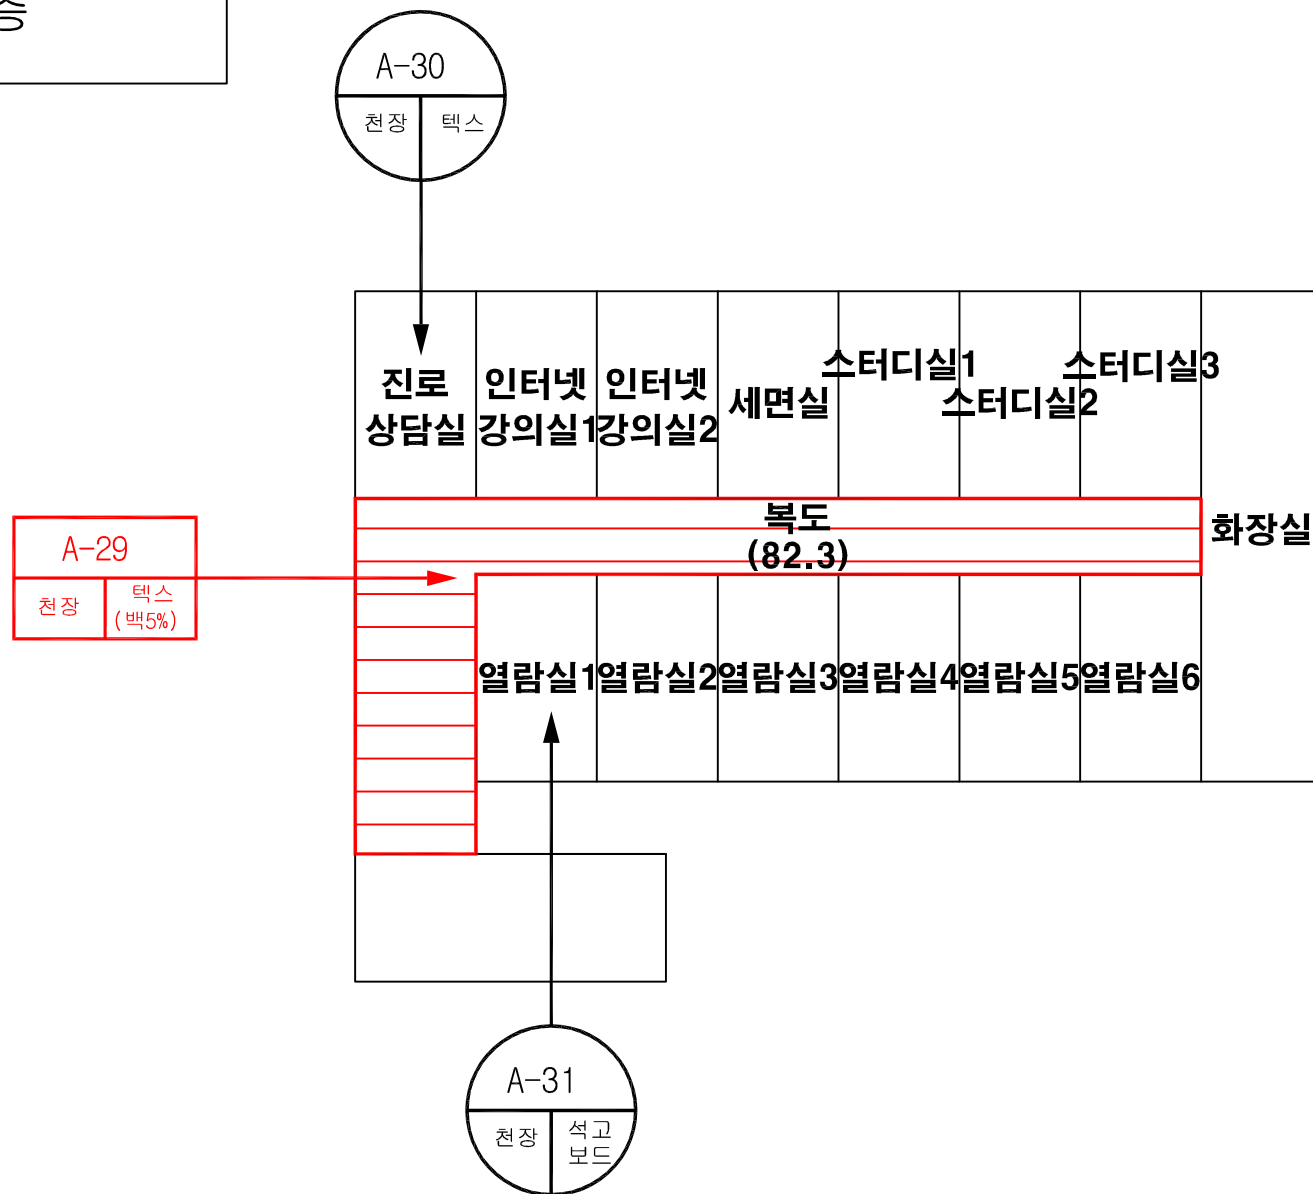 A-30
천장 텍스
진로
상담실
인터넷
강의실1
인터넷
강의실2
세면실
스터디실1
스터디실2
스터디실3
복도
(82.3)
화장실
A-29
천장
텍스
(백5%)
열람실1
열람실2
열람실3
열람실4
열람실5
열람실6
A-31
천장
석고
보드